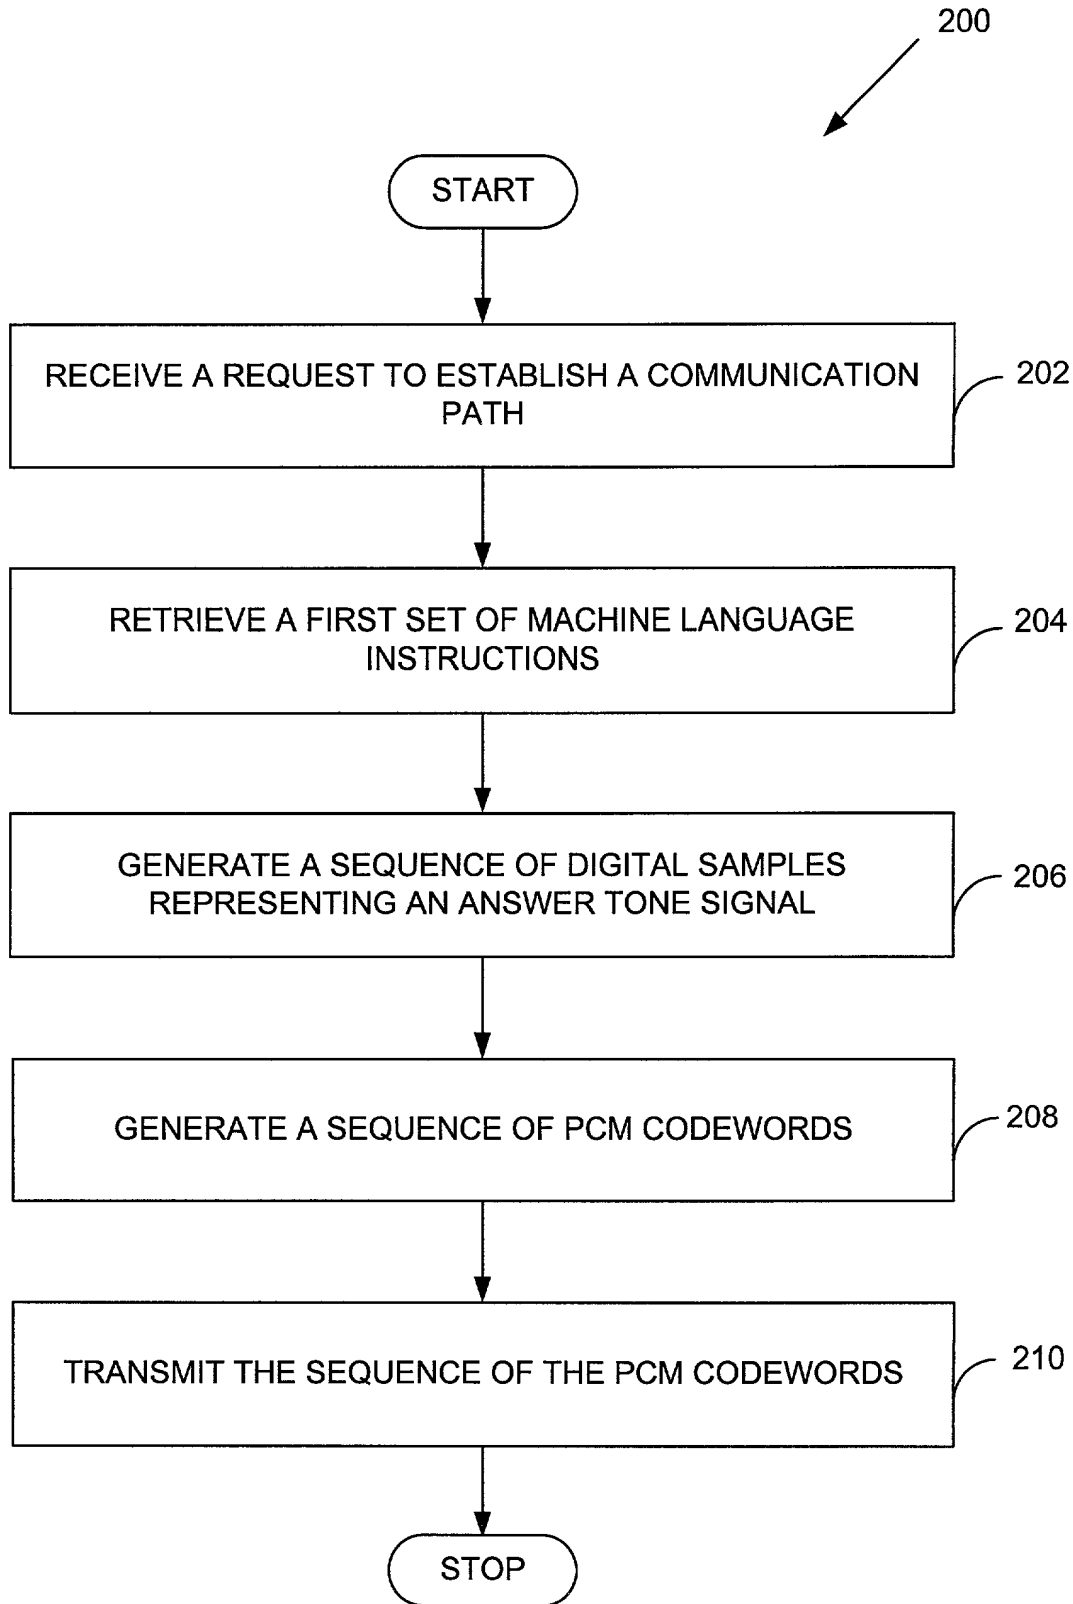 200
START
RECEIVE A REQUEST TO ESTABLISH A COMMUNICATION
PATH
202
RETRIEVE A FIRST SET OF MACHINE LANGUAGE
INSTRUCTIONS
204
GENERATE A SEQUENCE OF DIGITAL SAMPLES
REPRESENTING AN ANSWER TONE SIGNAL
206
GENERATE A SEQUENCE OF PCM CODEWORDS
208
TRANSMIT THE SEQUENCE OF THE PCM CODEWORDS
210
STOP